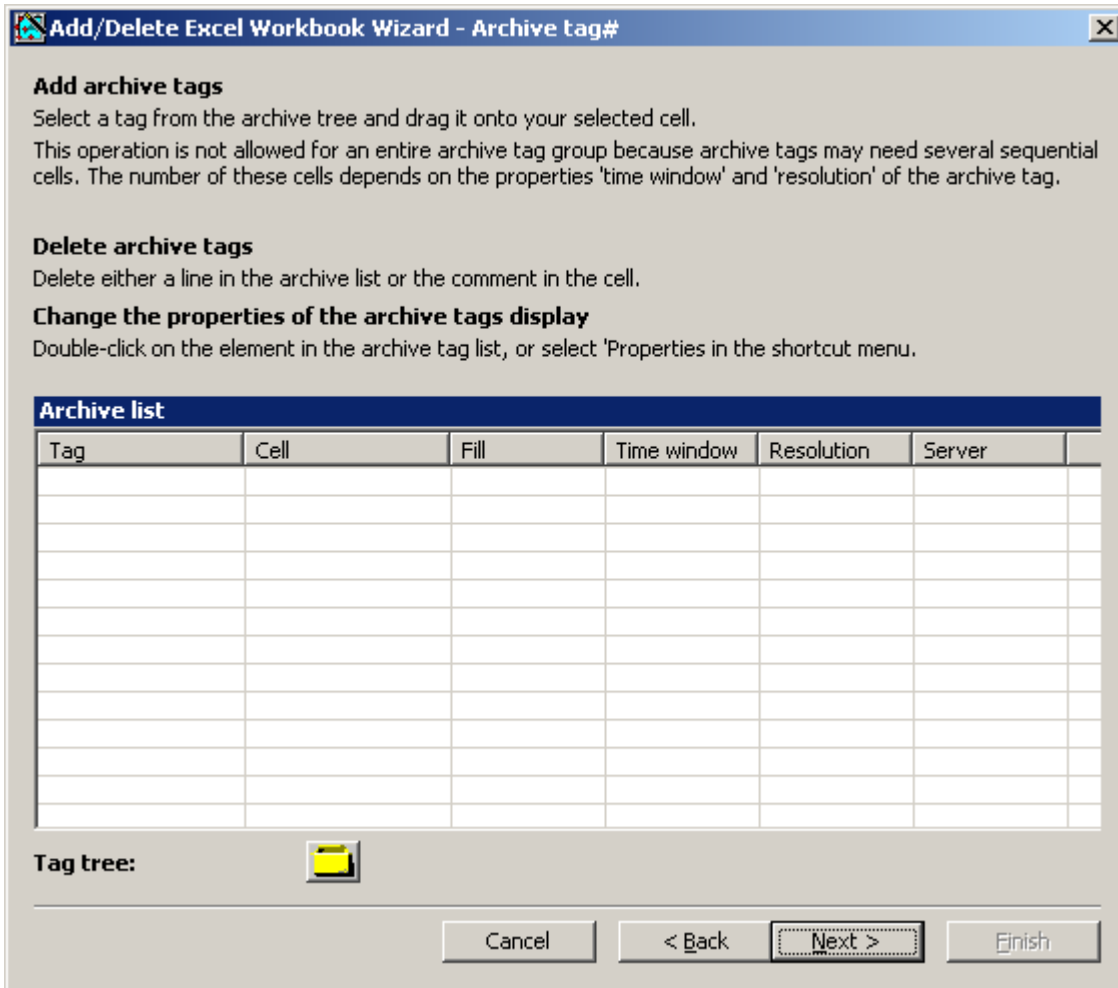 Add/Delete Excel Workbook Wizard - Archive tag#
Add archive tags
Select a tag from the archive tree and drag it onto your selected cell.
This operation is not allowed for an entire archive tag group because archive tags may need several sequential
cells. The number of these cells depends on the properties 'time window' and 'resolution' of the archive tag.
Delete archive tags
Delete either a line in the archive list or the comment in the cell.
Change the properties of the archive tags display
Double-click on the element in the archive tag list, or select 'Properties in the shortcut menu.
Archive list
Tag Cell Fill Time window Resolution Server
Tag tree:
Cancel < Back Next > Finish